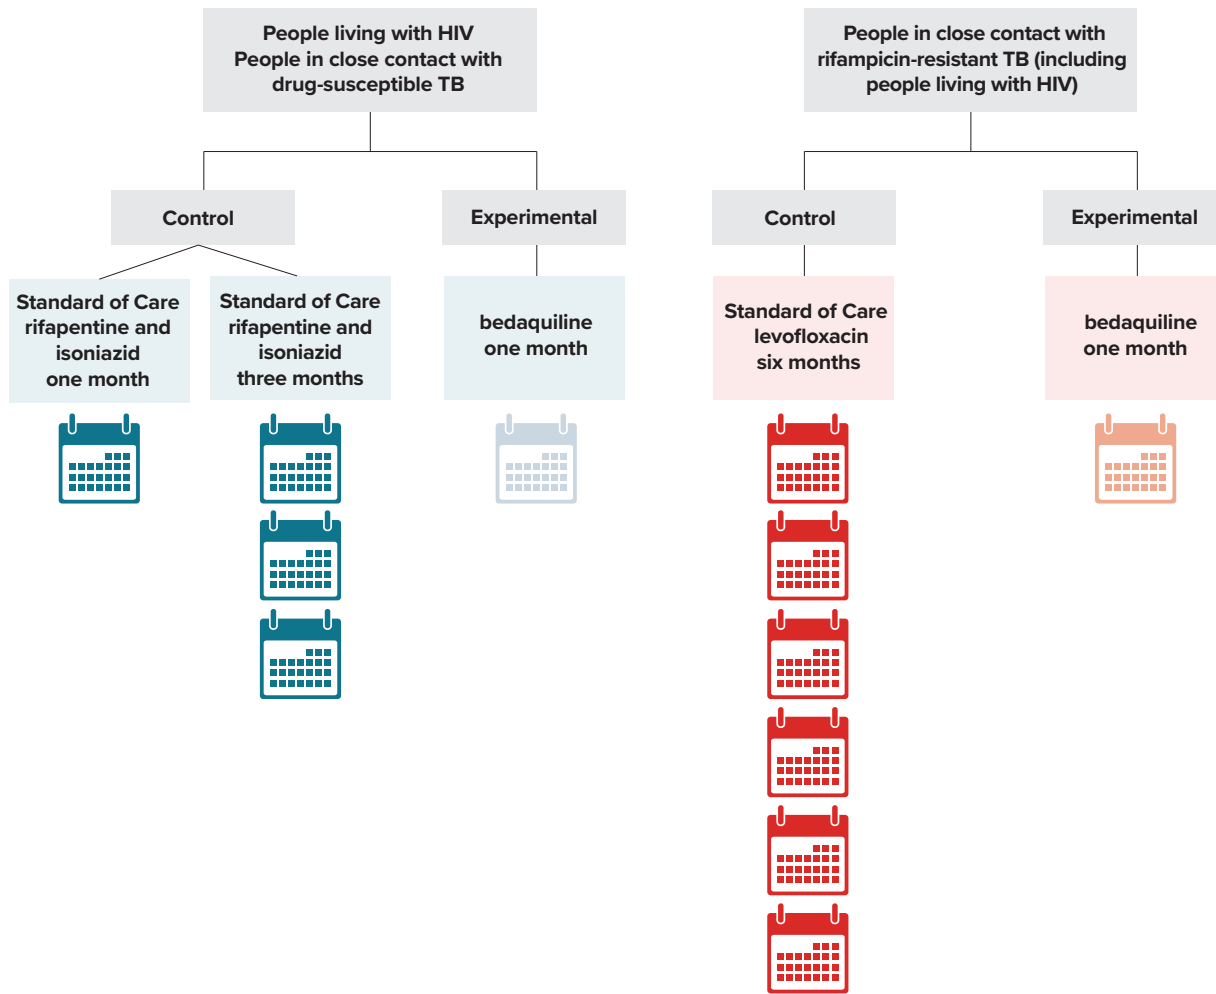 People living with HIV
People in close contact with
drug-susceptible TB
People in close contact with
rifampicin-resistant TB (including
people living with HIV)
Control
Experimental
Control
Experimental
Standard of Care
rifapentine and
isoniazid
one month
Standard of Care
rifapentine and
isoniazid
three months
bedaquiline
one month
Standard of Care
levofloxacin
six months
bedaquiline
one month